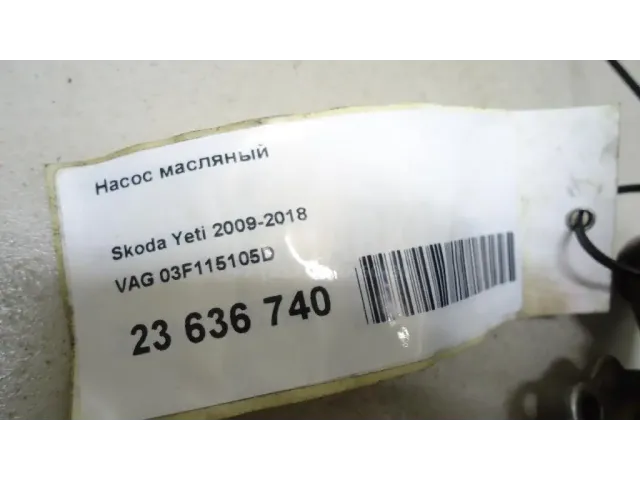 Насос масляный
Skoda Yeti 2009-2018
VAG 03F115105D
23 636 740